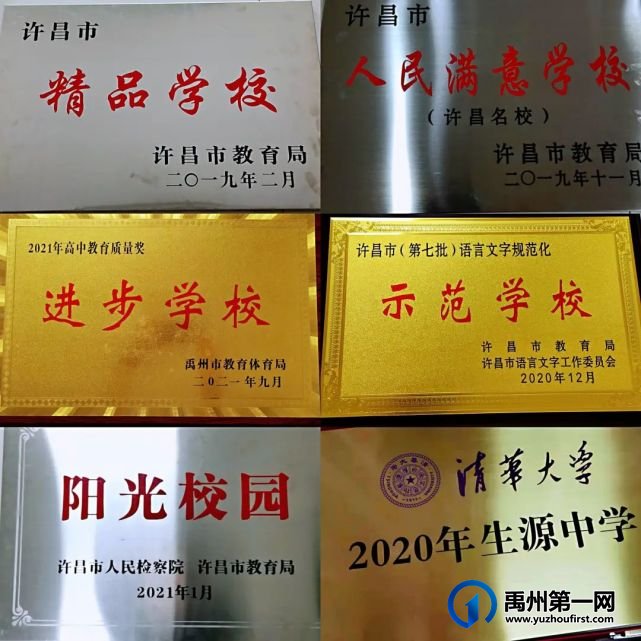 许昌市
精品学校
许昌市教育局
二〇一九年二月
人民满意学校
（许昌名校）
许昌市教育局
二〇一九年十一月
2021年高中教育质量奖
进步学校
禹州市教育体育局
二〇二一年九月
许昌市（第七批）语言文字规范化
示范学校
许昌市教育局
许昌市语言文字工作委员会
2020年12月
阳光校园
许昌市人民检察院 许昌市教育局
2021年1月
清华大学
2020年生源中学
禹州第一网
www.yuzhoufirst.com